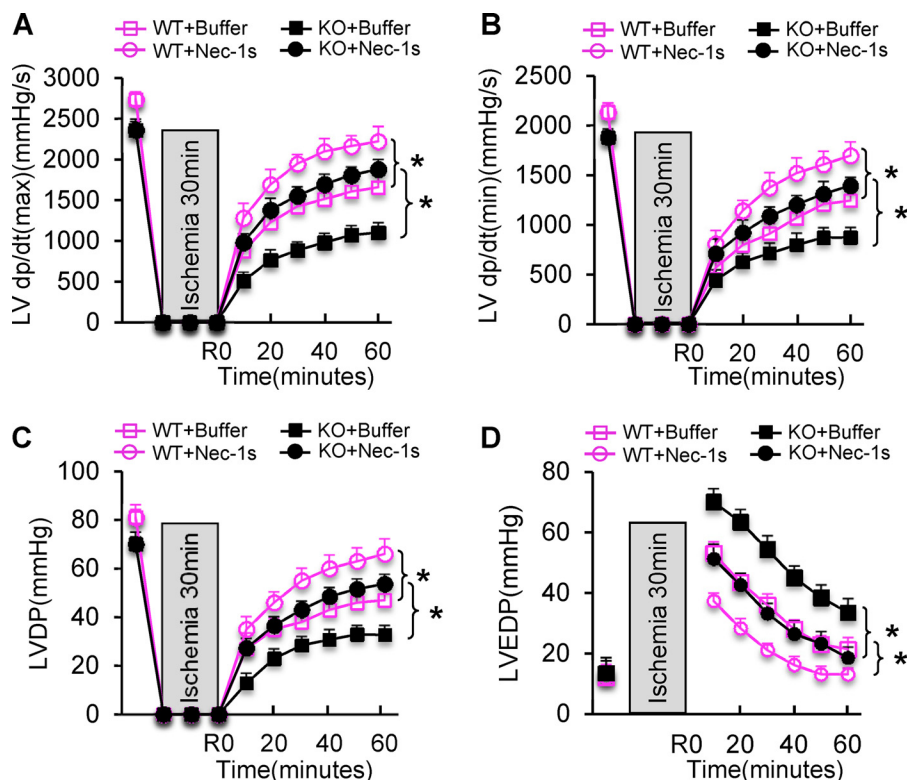 A
WT+Buffer KO+Buffer
WT+Nec-1s KO+Nec-1s
LV dp/dt(max)(mmHg/s)
3000
2500
2000
1500
1000
500
0
Ischemia 30min
*
*
R0 20 40 60
Time(minutes)
B
WT+Buffer KO+Buffer
WT+Nec-1s KO+Nec-1s
LV dp/dt(min)(mmHg/s)
2500
2000
1500
1000
500
0
Ischemia 30min
*
*
R0 20 40 60
Time(minutes)
C
WT+Buffer KO+Buffer
WT+Nec-1s KO+Nec-1s
LVDP(mmHg)
100
80
60
40
20
0
Ischemia 30min
*
*
R0 20 40 60
Time(minutes)
D
WT+Buffer KO+Buffer
WT+Nec-1s KO+Nec-1s
LVEDP(mmHg)
80
60
40
20
0
Ischemia 30min
*
*
R0 20 40 60
Time(minutes)